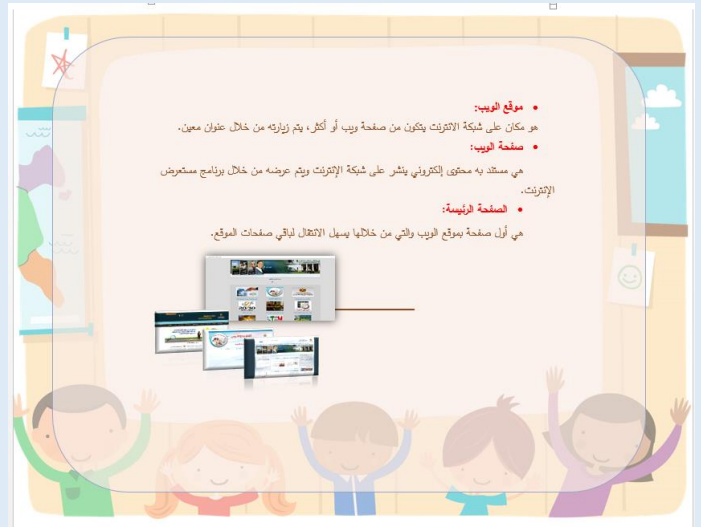 موقع الويب:
هو مكان على شبكة الانترنت يتكون من صفحة ويب أو أكثر، يتم زيارته من خلال عنوان معين.
صفحة الويب:
هي مستند به محتوى إلكتروني ينشر على شبكة الإنترنت ويتم عرضه من خلال برنامج مستعرض
الإنترنت.
الصفحة الرئيسة:
هي أول صفحة بموقع الويب والتي من خلالها يسهل الانتقال لباقي صفحات الموقع.